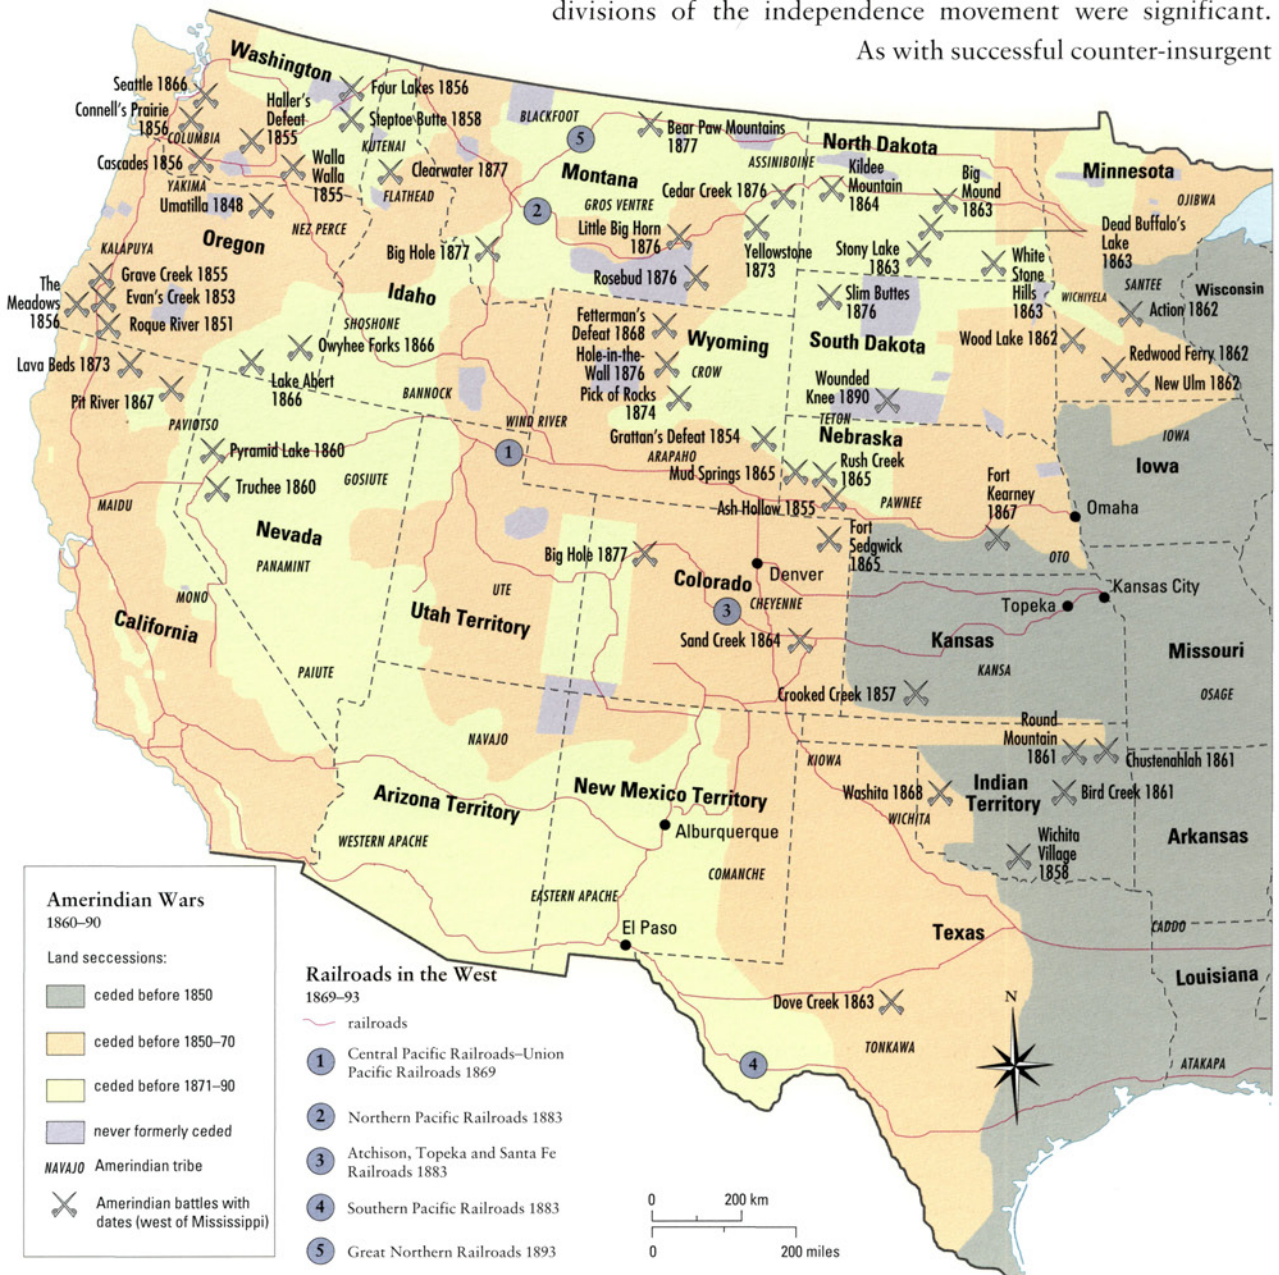 divisions of the independence movement were significant.
As with successful counter-insurgent
Washington
Seattle 1866
Connell's Prairie
1856
COLUMBIA
Haller's
Defeat
1855
Four Lakes 1856
Steptoe Butte 1858
KUTENAI
Cascades 1856
YAKIMA
Walla
Walla
1855
Clearwater 1877
FLATHEAD
Umatilla 1848
NEZ PERCE
KALAPUYA
Oregon
Big Hole 1877
BLACKFOOT
5
Bear Paw Mountains
1877
ASSINIBOINE
Montana
2
GROS VENTRE
Cedar Creek 1876
Little Big Horn
1876
Rosebud 1876
Yellowstone
1873
North Dakota
Kildee
Mountain
1864
Big
Mound
1863
Stony Lake
1863
White
Stone
Hills
1863
Dead Buffalo's
Lake
1863
Minnesota
OJIBWA
SANTEE
Wisconsin
WICHIYELA
Action 1862
Wood Lake 1862
Redwood Ferry 1862
New Ulm 1862
The
Meadows
1856
Grave Creek 1855
Evan's Creek 1853
Roque River 1851
Lava Beds 1873
Pit River 1867
Idaho
SHOSHONE
Owyhee Forks 1866
Lake Abert
1866
BANNOCK
PAVIOTSO
Fetterman's
Defeat 1868
Hole-in-the-
Wall 1876
Pick of Rocks
1874
Wyoming
CROW
WIND RIVER
Slim Buttes
1876
South Dakota
Wounded
Knee 1890
TETON
Nebraska
Grattan's Defeat 1854
ARAPAHO
Mud Springs 1865
Rush Creek
1865
Ash Hollow 1855
PAWNEE
Fort
Kearney
1867
Fort
Sedgwick
1865
IOWA
Iowa
Omaha
OTO
1
Pyramid Lake 1860
Truchee 1860
GOSIUTE
MAIDU
Nevada
PANAMINT
MONO
California
PAIUTE
UTE
Utah Territory
Big Hole 1877
Colorado
Denver
3
CHEYENNE
Sand Creek 1864
Topeka
Kansas City
Kansas
KANSA
Missouri
OSAGE
Crooked Creek 1857
NAVAJO
Arizona Territory
WESTERN APACHE
New Mexico Territory
Alburquerque
EASTERN APACHE
COMANCHE
El Paso
KIOWA
Washita 1868
WICHITA
Round
Mountain
1861
Chustenahlah 1861
Indian
Territory
Bird Creek 1861
Wichita
Village
1858
Arkansas
CADDO
Texas
Louisiana
Dove Creek 1863
TONKAWA
4
N
ATAKAPA
Amerindian Wars
1860–90
Land seccessions:
ceded before 1850
ceded before 1850–70
ceded before 1871–90
never formerly ceded
NAVAJO Amerindian tribe
Amerindian battles with
dates (west of Mississippi)
Railroads in the West
1869–93
railroads
1 Central Pacific Railroads–Union
Pacific Railroads 1869
2 Northern Pacific Railroads 1883
3 Atchison, Topeka and Santa Fe
Railroads 1883
4 Southern Pacific Railroads 1883
5 Great Northern Railroads 1893
0 200 km
0 200 miles